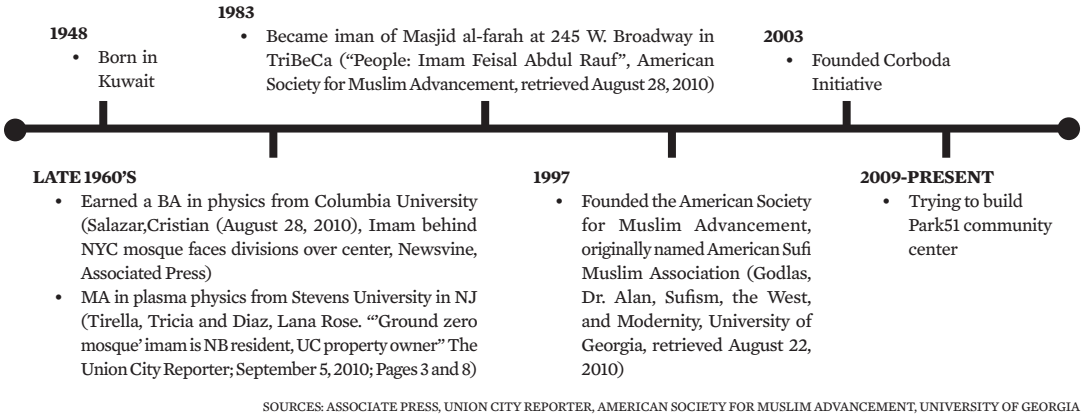 1948
• Born in
Kuwait
LATE 1960'S
• Earned a BA in physics from Columbia University
(Salazar,Cristian (August 28, 2010), Imam behind
NYC mosque faces divisions over center, Newsvine,
Associated Press)
• MA in plasma physics from Stevens University in NJ
(Tirella, Tricia and Diaz, Lana Rose. “’Ground zero
mosque’ imam is NB resident, UC property owner” The
Union City Reporter; September 5, 2010; Pages 3 and 8)
1983
• Became iman of Masjid al-farah at 245 W. Broadway in
TriBeCa (“People: Imam Feisal Abdul Rauf”, American
Society for Muslim Advancement, retrieved August 28, 2010)
1997
• Founded the American Society
for Muslim Advancement,
originally named American Sufi
Muslim Association (Godlas,
Dr. Alan, Sufism, the West,
and Modernity, University of
Georgia, retrieved August 22,
2010)
2003
• Founded Corboda
Initiative
2009-PRESENT
• Trying to build
Park51 community
center
SOURCES: ASSOCIATE PRESS, UNION CITY REPORTER, AMERICAN SOCIETY FOR MUSLIM ADVANCEMENT, UNIVERSITY OF GEORGIA